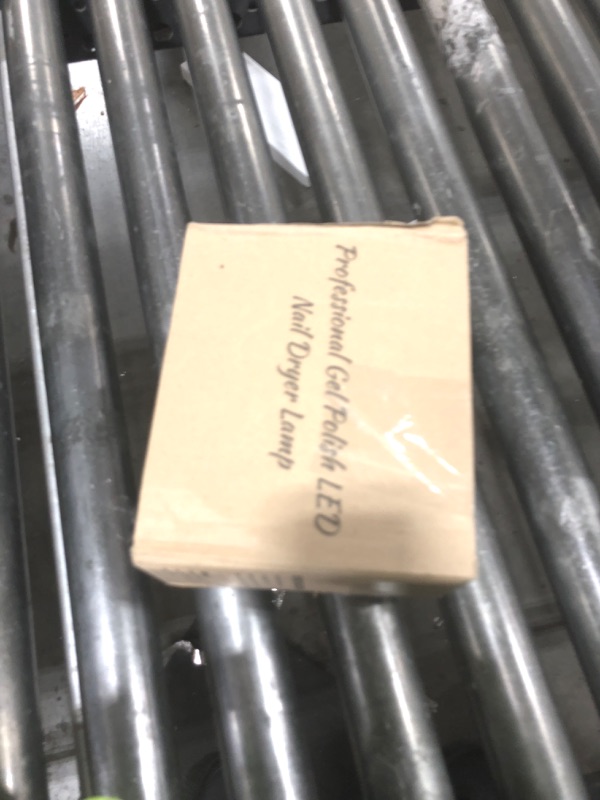 Professional Gel Polish LED
Nail Dryer Lamp